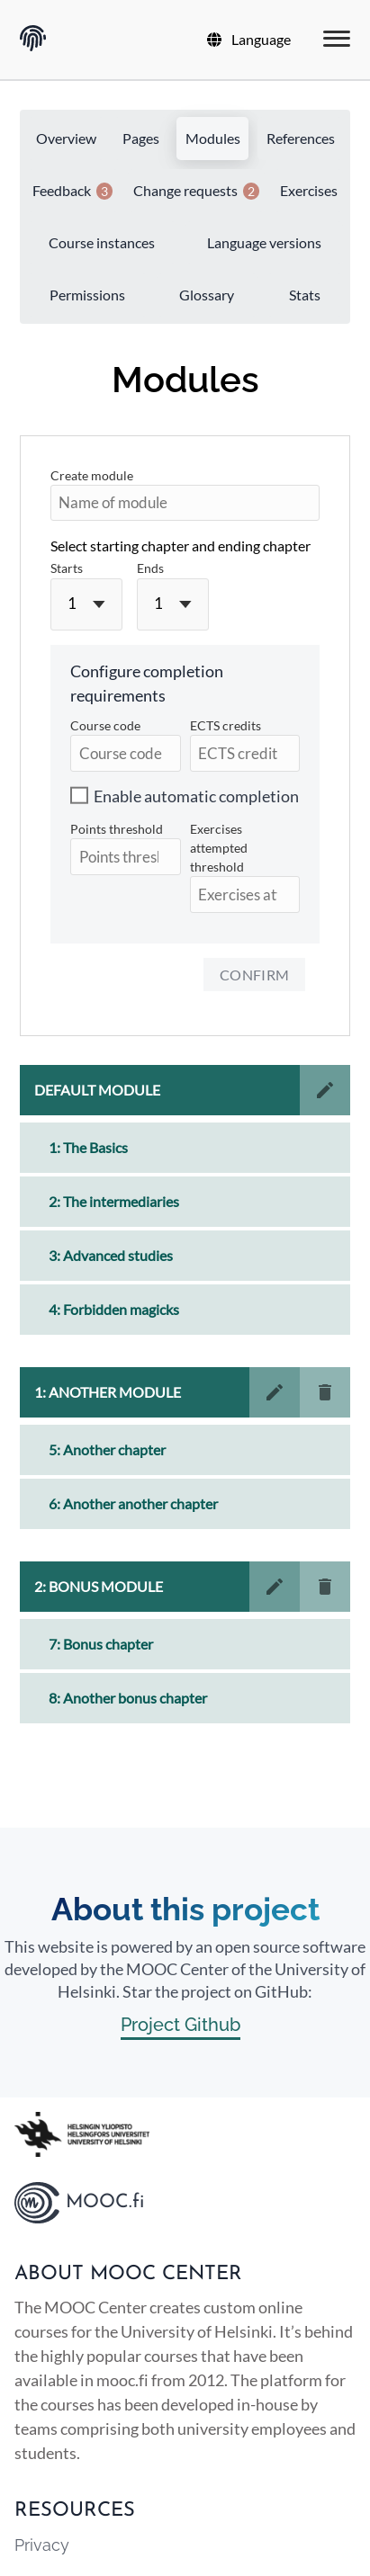 Language
Overview Pages Modules References
Feedback 3 Change requests 2 Exercises
Course instances Language versions
Permissions Glossary Stats
Modules
Create module
Name of module
Select starting chapter and ending chapter
Starts Ends
1 1
Configure completion
requirements
Course code ECTS credits
Course code ECTS credit
Enable automatic completion
Points threshold Exercises
attempted
threshold
Points thresl
Exercises at
CONFIRM
DEFAULT MODULE
1: The Basics
2: The intermediaries
3: Advanced studies
4: Forbidden magicks
1: ANOTHER MODULE
5: Another chapter
6: Another another chapter
2: BONUS MODULE
7: Bonus chapter
8: Another bonus chapter
About this project
This website is powered by an open source software
developed by the MOOC Center of the University of
Helsinki. Star the project on GitHub:
Project Github
HELSINGIN YLIOPISTO
HELSINGFORS UNIVERSITET
UNIVERSITY OF HELSINKI
MOOC.fi
ABOUT MOOC CENTER
The MOOC Center creates custom online
courses for the University of Helsinki. It's behind
the highly popular courses that have been
available in mooc.fi from 2012. The platform for
the courses has been developed in-house by
teams comprising both university employees and
students.
RESOURCES
Privacy